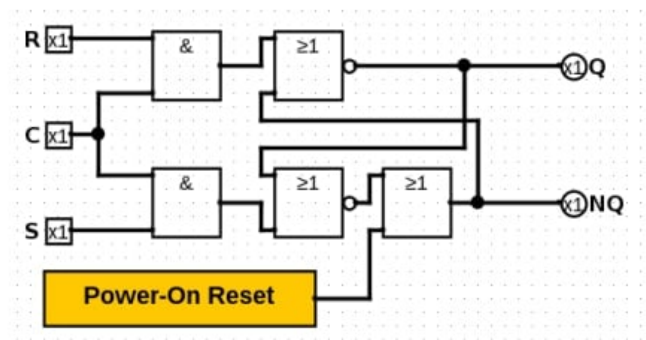 R x1
& ≥1
x1 Q
C x1
& ≥1 ≥1
x1 NQ
S x1
Power-On Reset